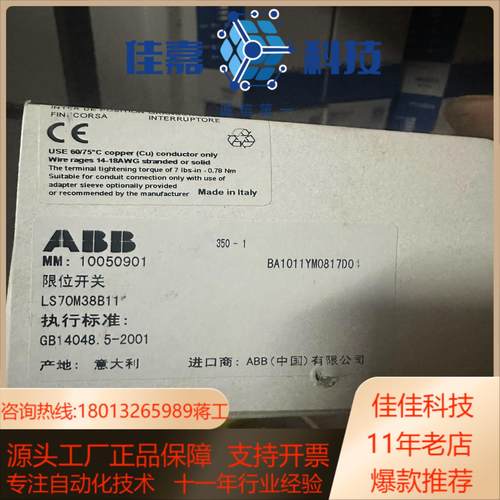 佳嘉 科技
FINECORSA INTERRUPTORE
CE
USE 60/75°C copper (Cu) conductor only
Wire rages 14-18AWG stranded or solid
The terminal tightening torque of 7 lbs-in - 0.78 Nm
Suitable for conduit connection only with use of
adapter sleeve optionally provided
or recommended by the manufacturer
Made in Italy
ABB
350-1
MM: 10050901
BA1011YM0817D0
限位开关
LS70M38B11
执行标准:
GB14048.5-2001
产地: 意大利 进口商: ABB(中国)有限公司
咨询热线:18013265989蒋工
佳佳科技
源头工厂正品保障 支持开票
11年老店
专注自动化技术 十一年行业经验
爆款推荐